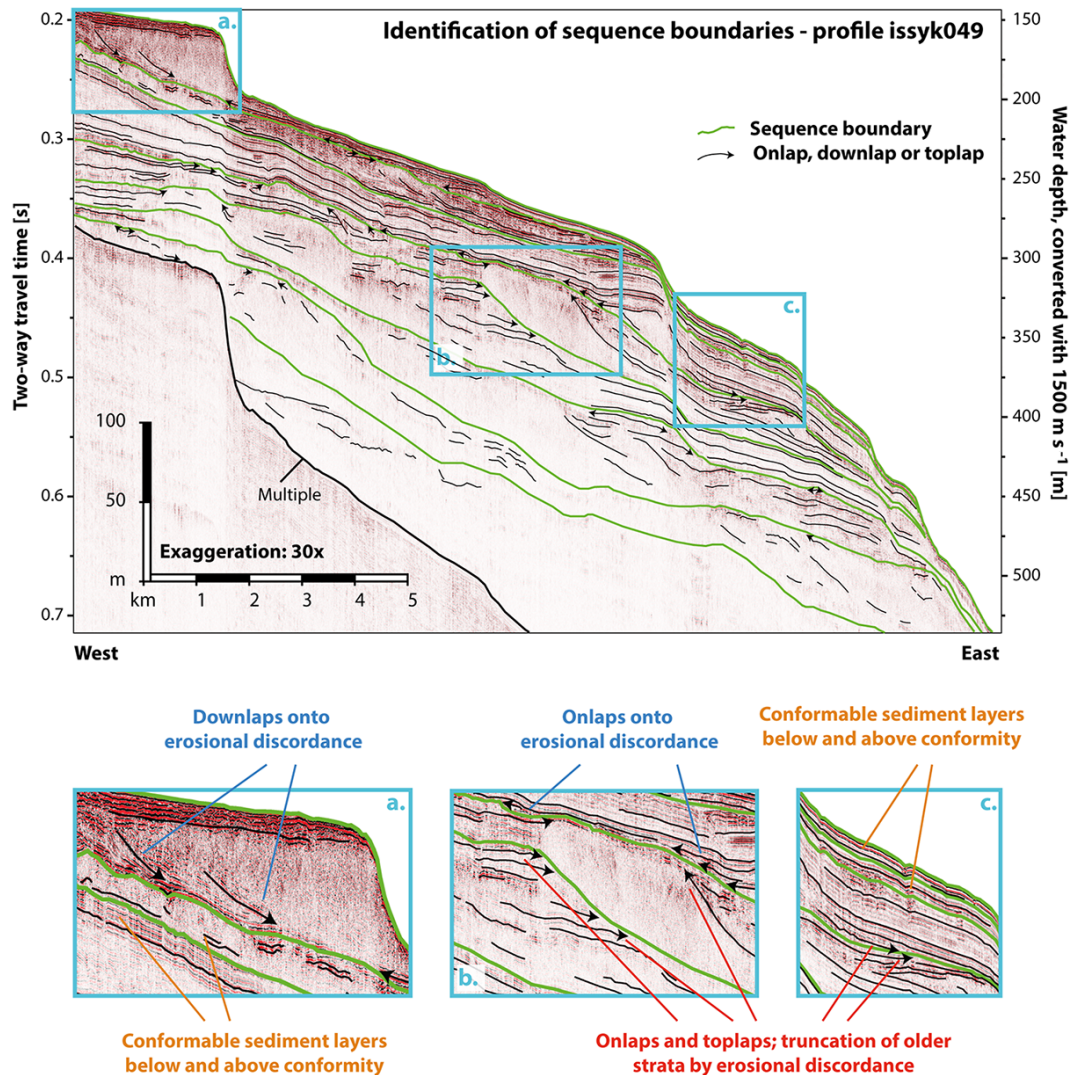 Identification of sequence boundaries - profile issyk049
a.
Sequence boundary
Onlap, downlap or toplap
0.2
0.3
0.4
0.5
0.6
0.7
Two-way travel time [s]
150
200
250
300
350
400
450
500
Water depth, converted with 1500 m s⁻¹ [m]
b.
c.
100
50
m
Multiple
Exaggeration: 30x
km 1 2 3 4 5
West
East
Downlaps onto
erosional discordance
Onlaps onto
erosional discordance
Conformable sediment layers
below and above conformity
a.
b.
c.
Conformable sediment layers
below and above conformity
Onlaps and toplaps; truncation of older
strata by erosional discordance